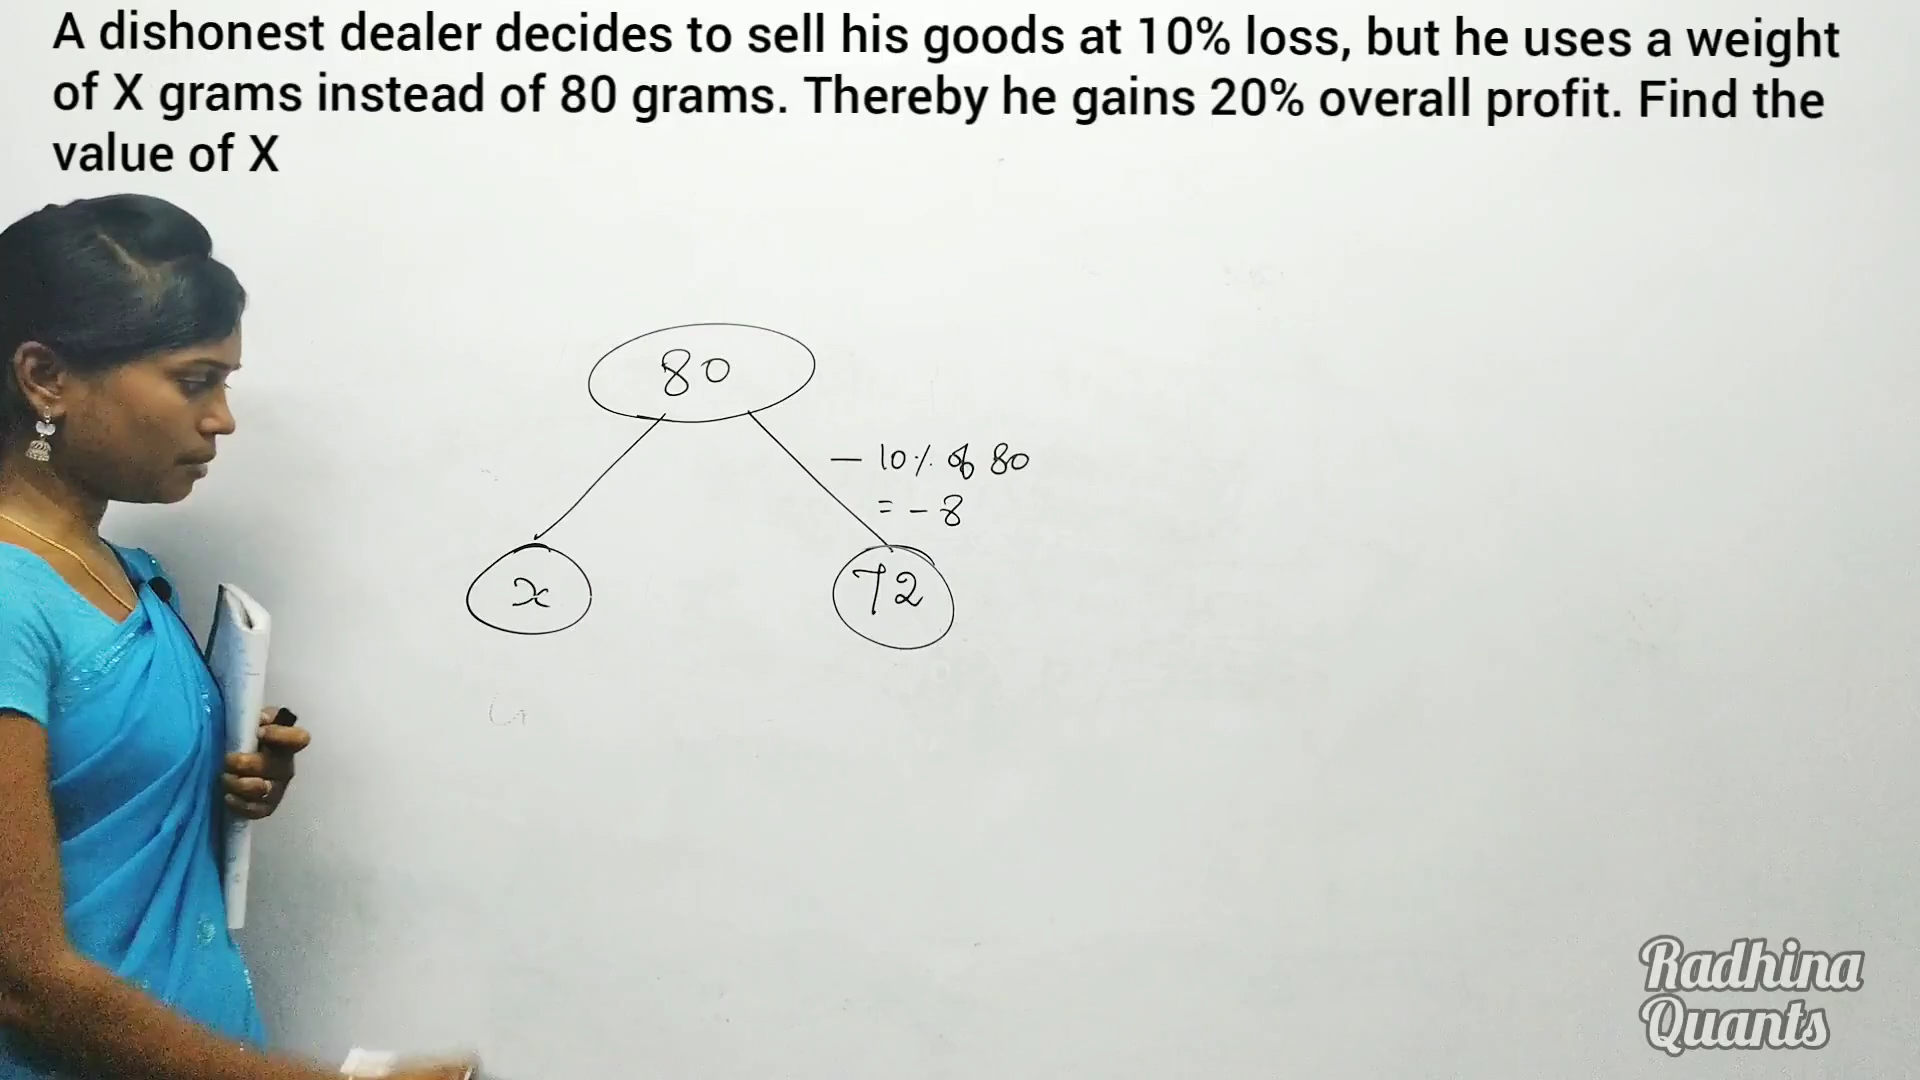 A dishonest dealer decides to sell his goods at 10% loss, but he uses a weight
of X grams instead of 80 grams. Thereby he gains 20% overall profit. Find the
value of X
80
— 10% of 80
= - 8
x
72
Radhina
Quants